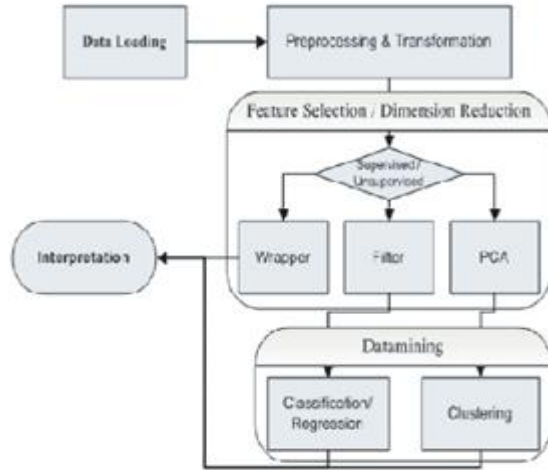 Data Loading
Preprocessing & Transformation
Feature Selection / Dimension Reduction
Supervised/
Unsupervised
Interpretation
Wrapper
Filter
PCA
Datamining
Classification/
Regression
Clustering